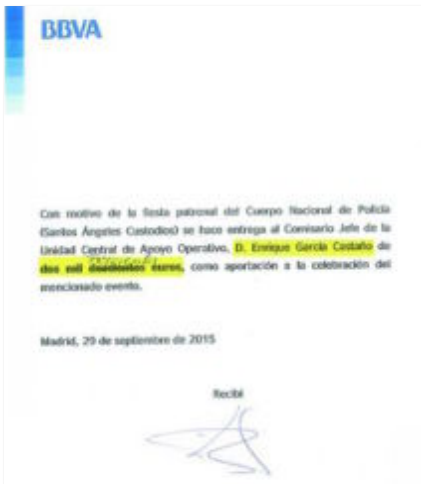 BBVA
Con motivo de la fiesta patronal del Cuerpo Nacional de Policía
(Santos Ángeles Custodios) se hace entrega al Comisario Jefe de la
Unidad Central de Apoyo Operativo, D. Enrique García Castaño de
dos mil doscientos euros, como aportación a la celebración del
mencionado evento.
Madrid, 29 de septiembre de 2015
Recibí